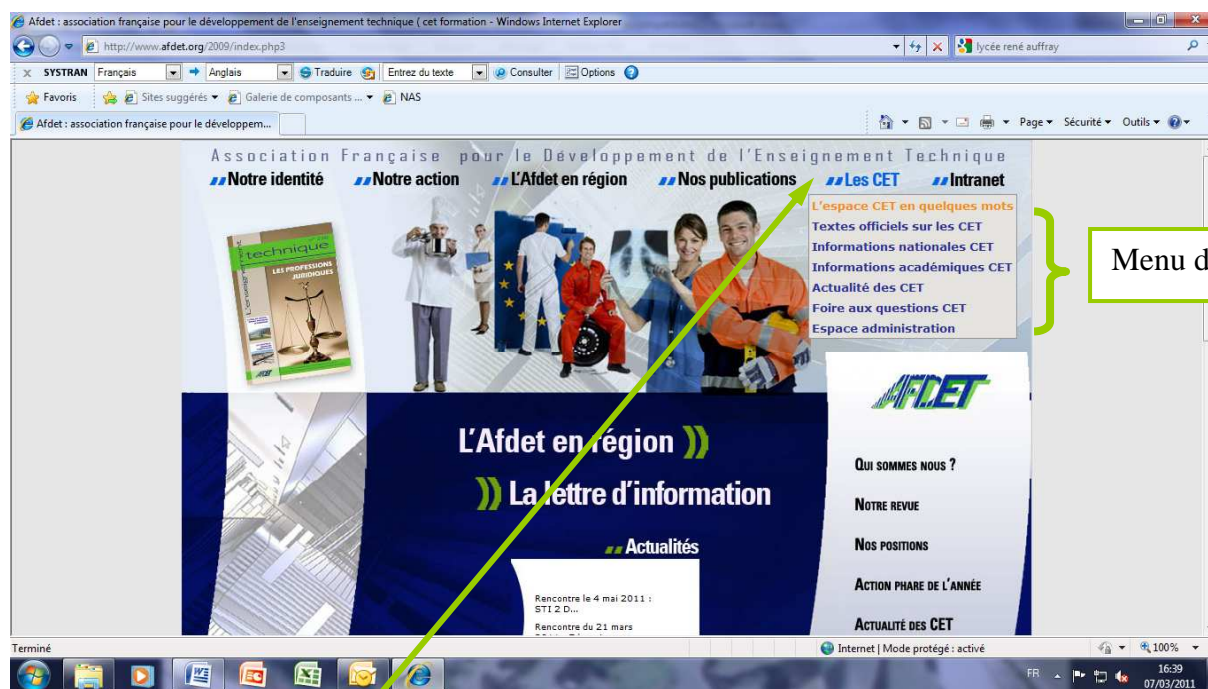 Afdet : association française pour le développement de l'enseignement technique ( cet formation - Windows Internet Explorer
http://www.afdet.org/2009/index.php3
lycée rené auffray
x SYSTRAN Français Anglais Traduire Entrez du texte Consulter Options
Favoris Sites suggérés Galerie de composants ... NAS
Afdet : association française pour le développem...
Page Sécurité Outils
Association Française pour le Développement de l'Enseignement Technique
Notre identité Notre action L'Afdet en région Nos publications Les CET Intranet
L'espace CET en quelques mots
Textes officiels sur les CET
Informations nationales CET
Informations académiques CET
Actualité des CET
Foire aux questions CET
Espace administration
Menu d
technique
LES PROFESSIONS
JURIDIQUES
L'enseignement
AFDET
AFDET
L'Afdet en région ))
)) La lettre d'information
Actualités
Rencontre le 4 mai 2011 :
STI 2 D...
Rencontre du 21 mars
QUI SOMMES NOUS ?
NOTRE REVUE
NOS POSITIONS
ACTION PHARE DE L'ANNÉE
ACTUALITÉ DES CET
Terminé
Internet | Mode protégé : activé
100%
FR
16:39
07/03/2011